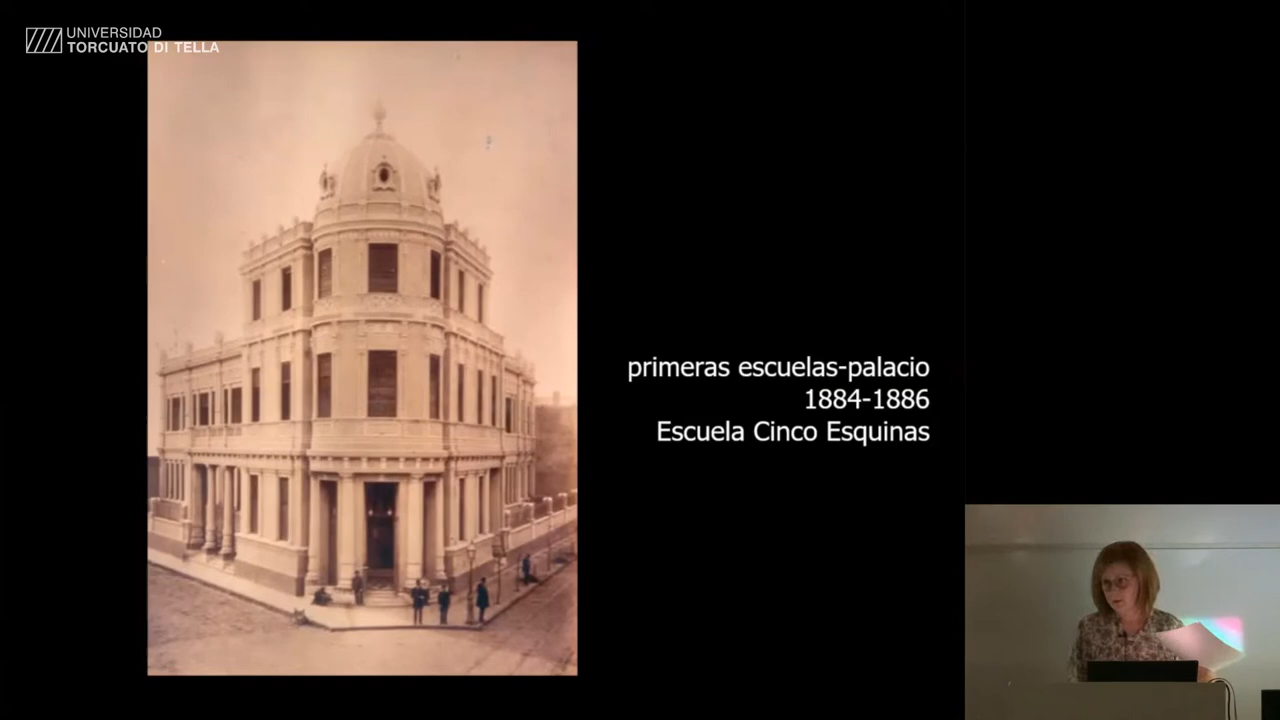 UNIVERSIDAD
TORCUATO DI TELLA
primeras escuelas-palacio
1884-1886
Escuela Cinco Esquinas